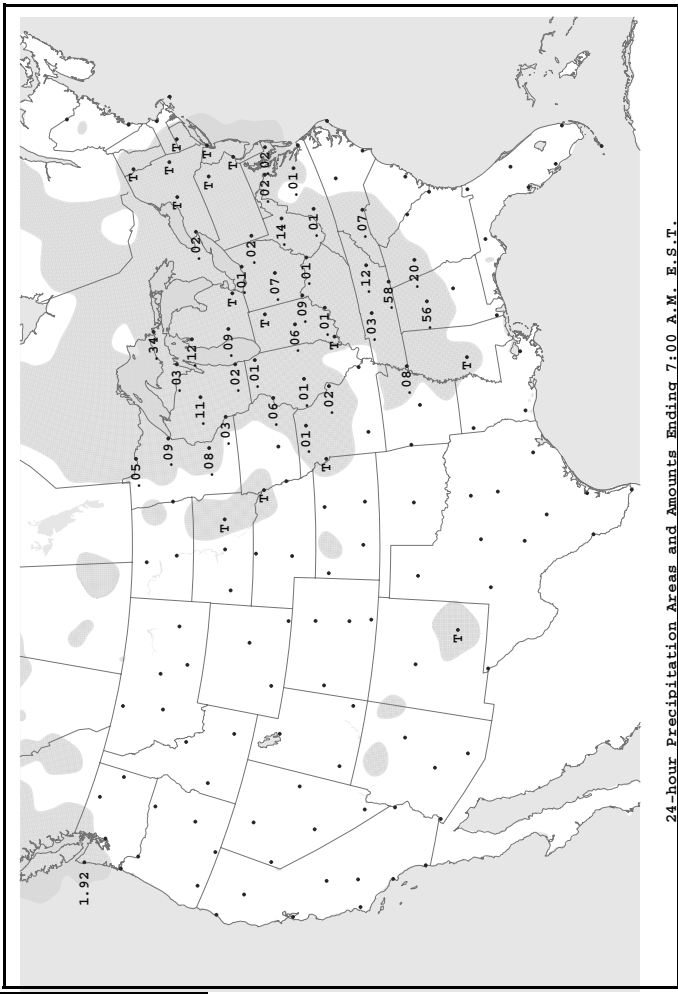 1.92
T
.05
.34
.09
T
.03
T
T
.12
.02
.11
T
T
.08
T
.03
.09
T
T
.02
.01
.02
.01
T
T
.02
.02
.06
.07
.14
.01
.06
.09
.01
.01
.01
.01
.01
T
.02
T
.07
.12
.03
.58
.08
.20
.56
T
T
24-hour Precipitation Areas and Amounts Ending 7:00 A.M. E.S.T.